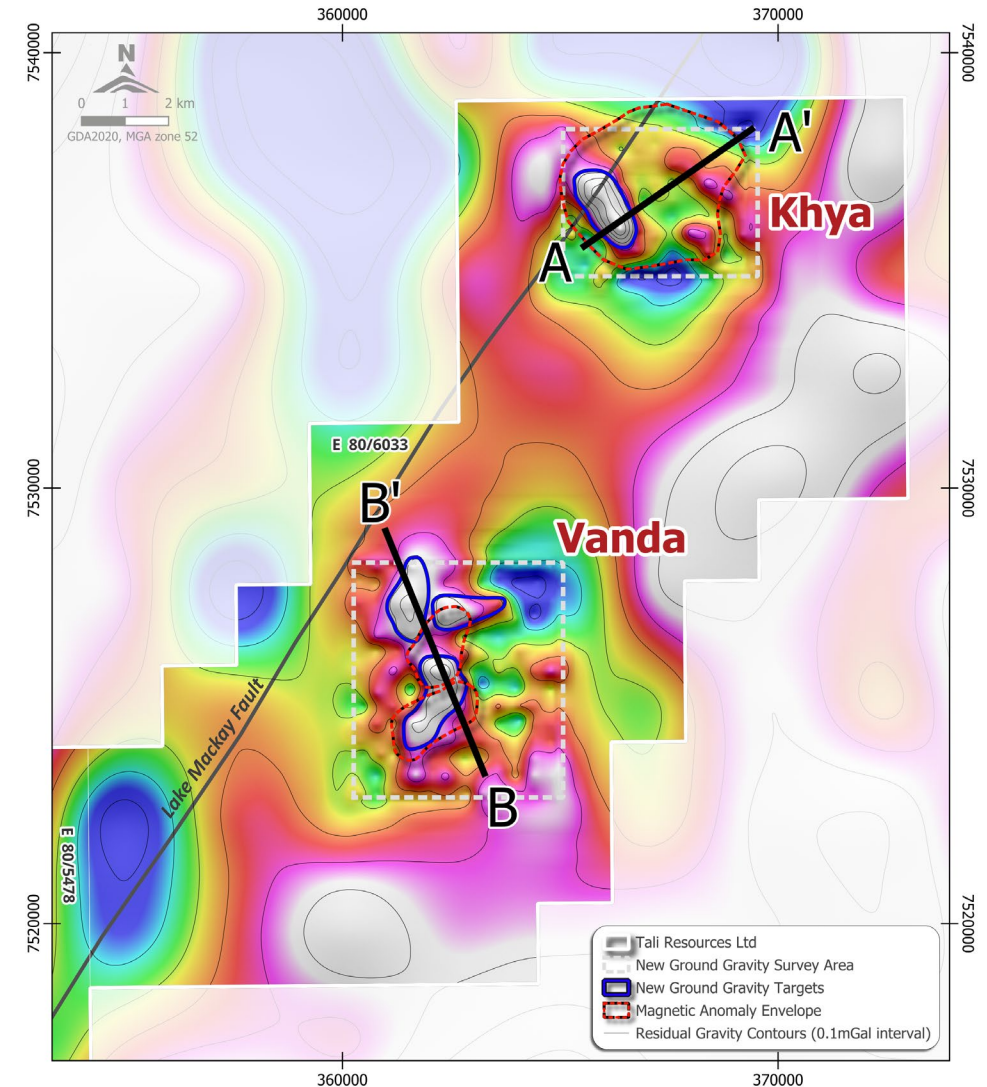 360000
370000
7540000
7540000
N
0 1 2 km
GDA2020, MGA zone 52
A'
Khya
A
E 80/6033
7530000
7530000
B'
Vanda
Lake Mackay Fault
B
E 80/5478
7520000
7520000
Tali Resources Ltd
New Ground Gravity Survey Area
New Ground Gravity Targets
Magnetic Anomaly Envelope
Residual Gravity Contours (0.1mGal interval)
360000
370000